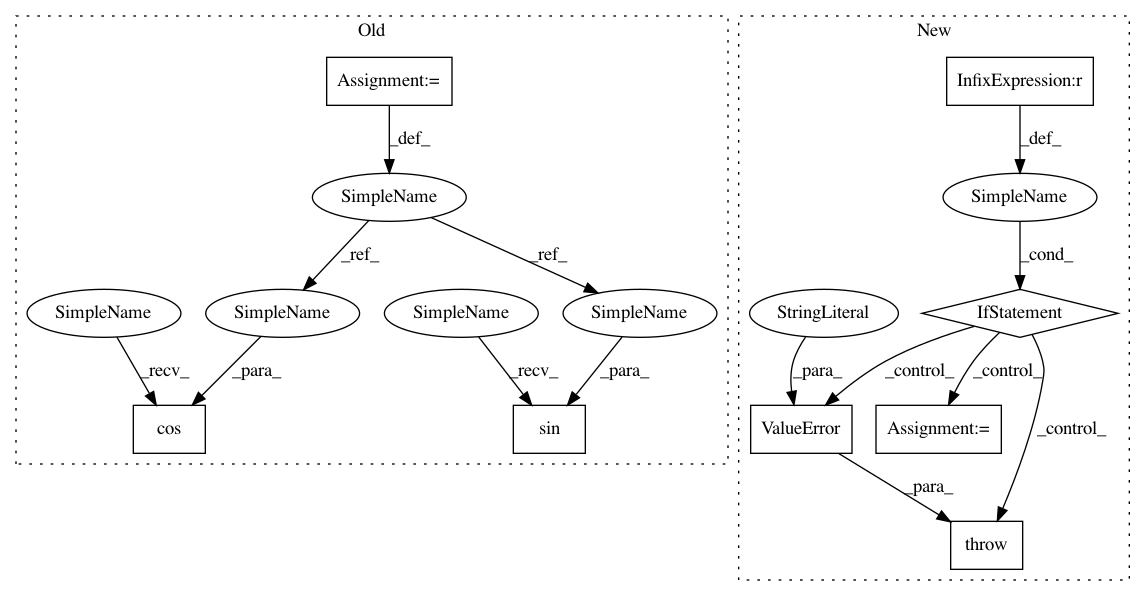 Old
New
Assignment:=
InfixExpression:r
_def_
_def_
SimpleName
SimpleName
_ref_
_ref_
_cond_
SimpleName
SimpleName
SimpleName
SimpleName
StringLiteral
IfStatement
_recv_
_para_
_recv_
_para_
_para_
_control_
_control_
_control_
cos
sin
ValueError
Assignment:=
_para_
throw